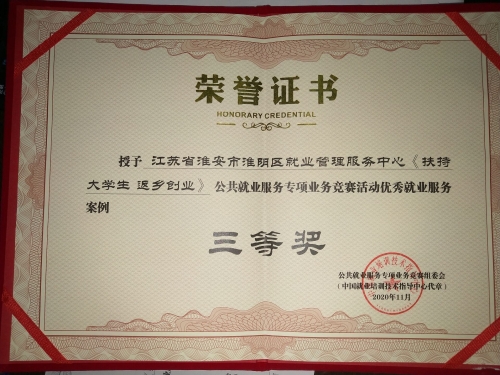 荣誉证书
HONORARY CREDENTIAL
授予 江苏省淮安市淮阴区就业管理服务中心《扶持
大学生 返乡创业》公共就业服务专项业务竞赛活动优秀就业服务
案例
三等奖
公共就业服务专项业务竞赛组委会
（中国就业培训技术指导中心代章）
2020年11月